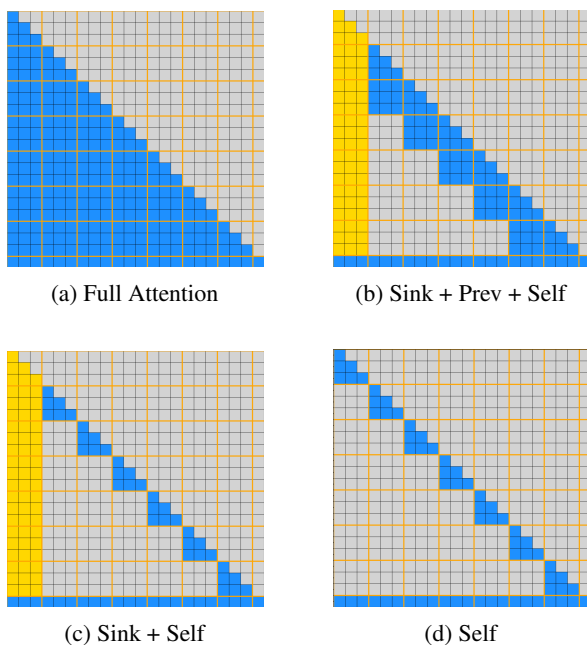 (a) Full Attention
(b) Sink + Prev + Self
(c) Sink + Self
(d) Self